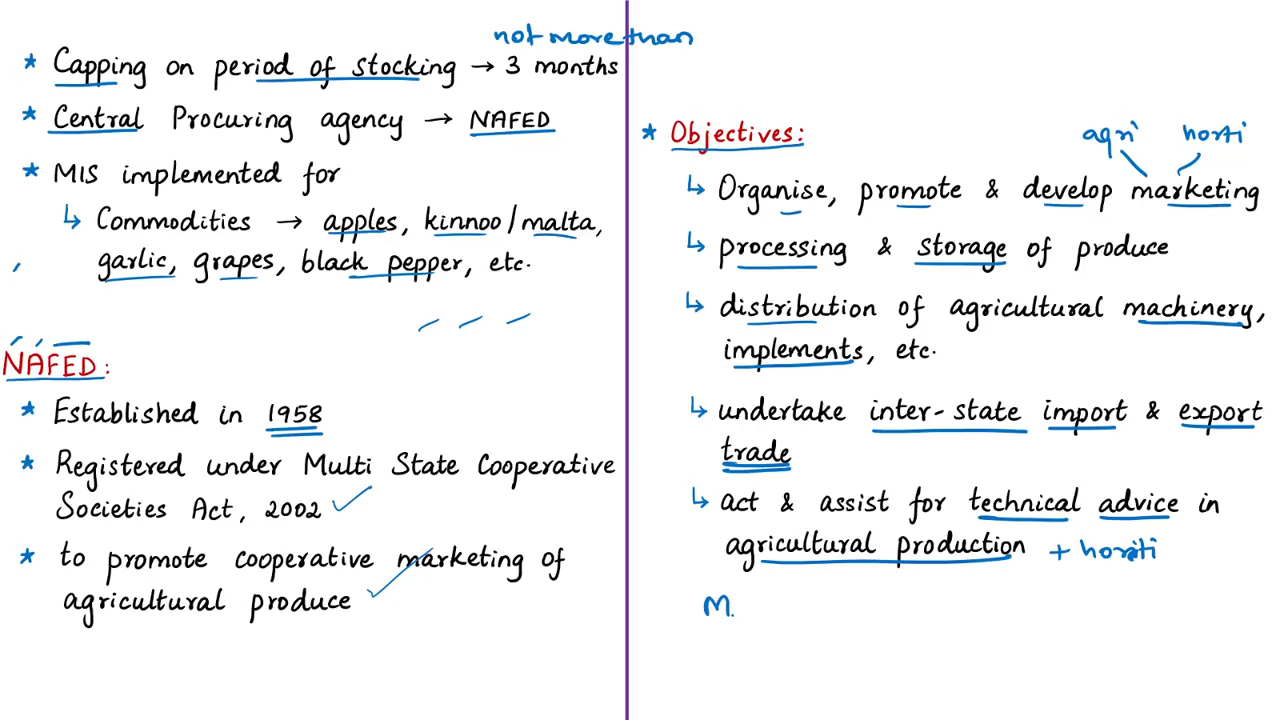 not more than
* Capping on period of stocking → 3 months
* Central Procuring agency → NAFED
* MIS implemented for
↳ Commodities → apples, kinnoo/malta,
garlic, grapes, black pepper, etc.
NAFED:
* Established in 1958
* Registered under Multi State Cooperative
Societies Act, 2002
* to promote cooperative marketing of
agricultural produce
* Objectives:
agri horti
↳ Organise, promote & develop marketing
↳ processing & storage of produce
↳ distribution of agricultural machinery,
implements, etc.
↳ undertake inter-state import & export
trade
↳ act & assist for technical advice in
agricultural production + horiti
M.